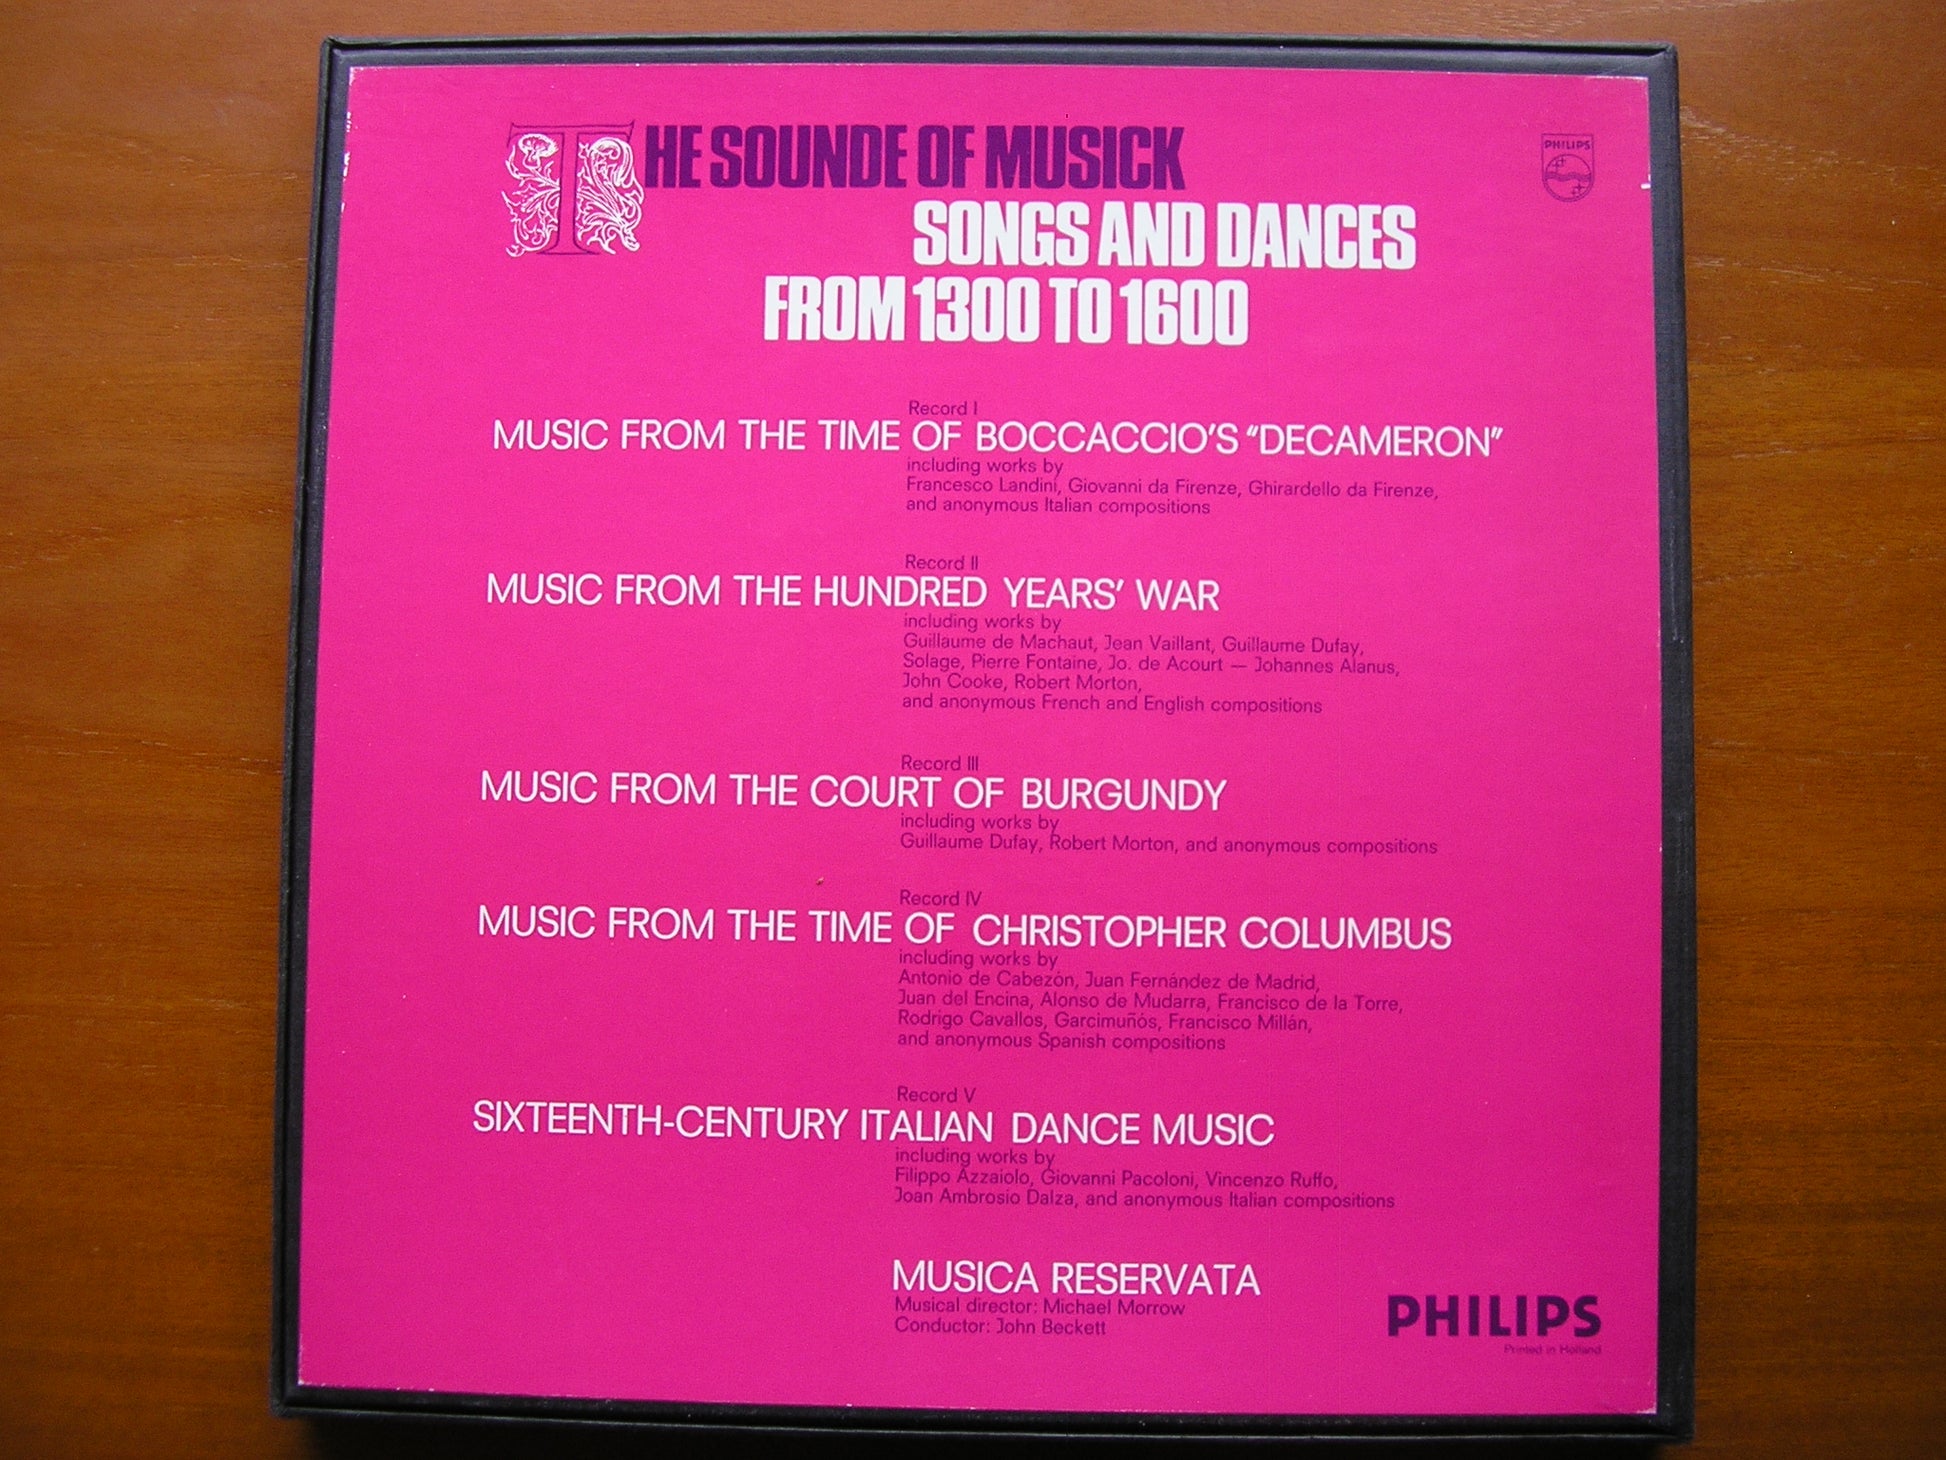 THE SOUNDE OF MUSICK
PHILIPS
SONGS AND DANCES
FROM 1300 TO 1600
Record I
MUSIC FROM THE TIME OF BOCCACCIO'S “DECAMERON”
including works by
Francesco Landini, Giovanni da Firenze, Ghirardello da Firenze,
and anonymous Italian compositions
Record II
MUSIC FROM THE HUNDRED YEARS' WAR
including works by
Guillaume de Machaut, Jean Vaillant, Guillaume Dufay,
Solage, Pierre Fontaine, Jo. de Acourt — Johannes Alanus,
John Cooke, Robert Morton,
and anonymous French and English compositions
Record III
MUSIC FROM THE COURT OF BURGUNDY
including works by
Guillaume Dufay, Robert Morton, and anonymous compositions
Record IV
MUSIC FROM THE TIME OF CHRISTOPHER COLUMBUS
including works by
Antonio de Cabezón, Juan Fernández de Madrid,
Juan del Encina, Alonso de Mudarra, Francisco de la Torre,
Rodrigo Cavallos, Garcimuñós, Francisco Millán,
and anonymous Spanish compositions
Record V
SIXTEENTH-CENTURY ITALIAN DANCE MUSIC
including works by
Filippo Azzaiolo, Giovanni Pacoloni, Vincenzo Ruffo,
Joan Ambrosio Dalza, and anonymous Italian compositions
MUSICA RESERVATA
Musical director: Michael Morrow
Conductor: John Beckett
PHILIPS
Printed in Holland